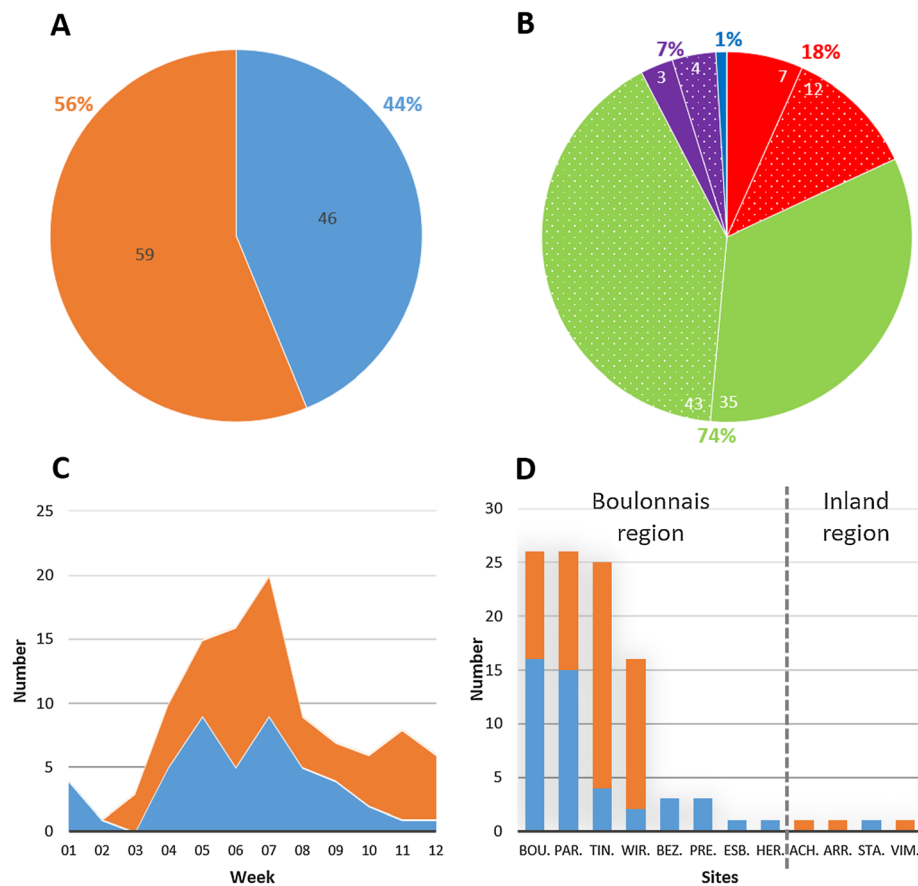 A
56%
44%
59
46
B
7%
1%
18%
3
4
7
12
43
35
74%
C
25
20
15
10
5
0
Number
01 02 03 04 05 06 07 08 09 10 11 12
Week
D
Boulonnais
region
Inland
region
30
25
20
15
10
5
0
Number
BOU. PAR. TIN. WIR. BEZ. PRE. ESB. HER. ACH. ARR. STA. VIM.
Sites